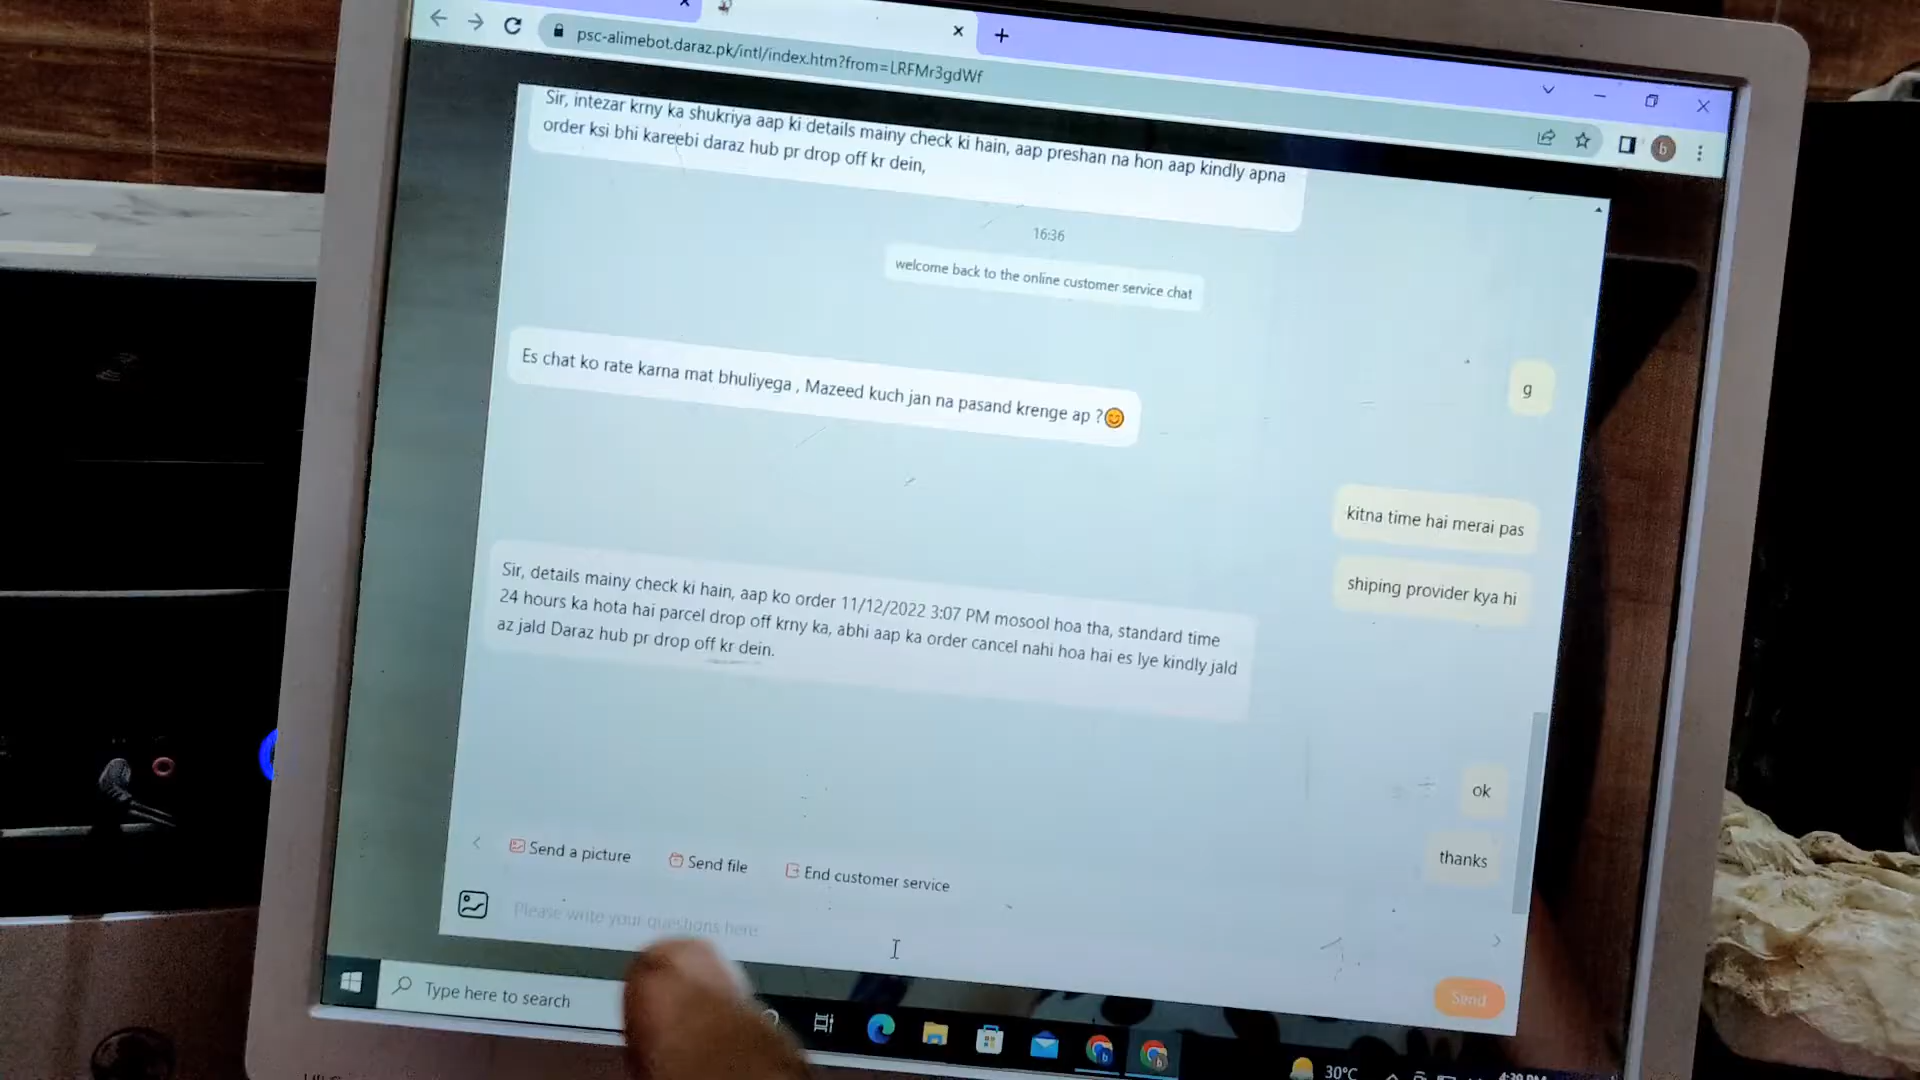 psc-alimebot.daraz.pk/intl/index.htm?from=LRFMr3gdWf
b
Sir, intezar krny ka shukriya aap ki details mainy check ki hain, aap preshan na hon aap kindly apna
order ksi bhi kareebi daraz hub pr drop off kr dein,
16:36
welcome back to the online customer service chat
g
Es chat ko rate karna mat bhuliyega , Mazeed kuch jan na pasand krenge ap ?😊
kitna time hai merai pas
shiping provider kya hi
Sir, details mainy check ki hain, aap ko order 11/12/2022 3:07 PM mosool hoa tha, standard time
24 hours ka hota hai parcel drop off krny ka, abhi aap ka order cancel nahi hoa hai es lye kindly jald
az jald Daraz hub pr drop off kr dein.
ok
thanks
Send a picture
Send file
End customer service
Please write your questions here
Send
Type here to search
30°C